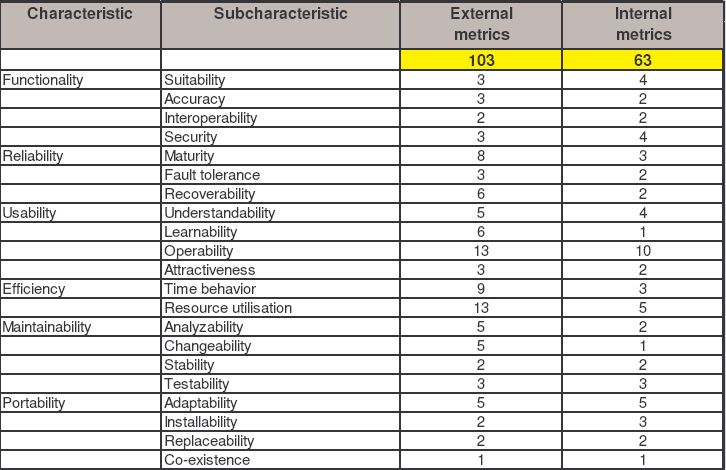 Characteristic Subcharacteristic External metrics Internal metrics
103 63
Functionality Suitability 3 4
Accuracy 3 2
Interoperability 2 2
Security 3 4
Reliability Maturity 8 3
Fault tolerance 3 2
Recoverability 6 2
Usability Understandability 5 4
Learnability 6 1
Operability 13 10
Attractiveness 3 2
Efficiency Time behavior 9 3
Resource utilisation 13 5
Maintainability Analyzability 5 2
Changeability 5 1
Stability 2 2
Testability 3 3
Portability Adaptability 5 5
Installability 2 3
Replaceability 2 2
Co-existence 1 1